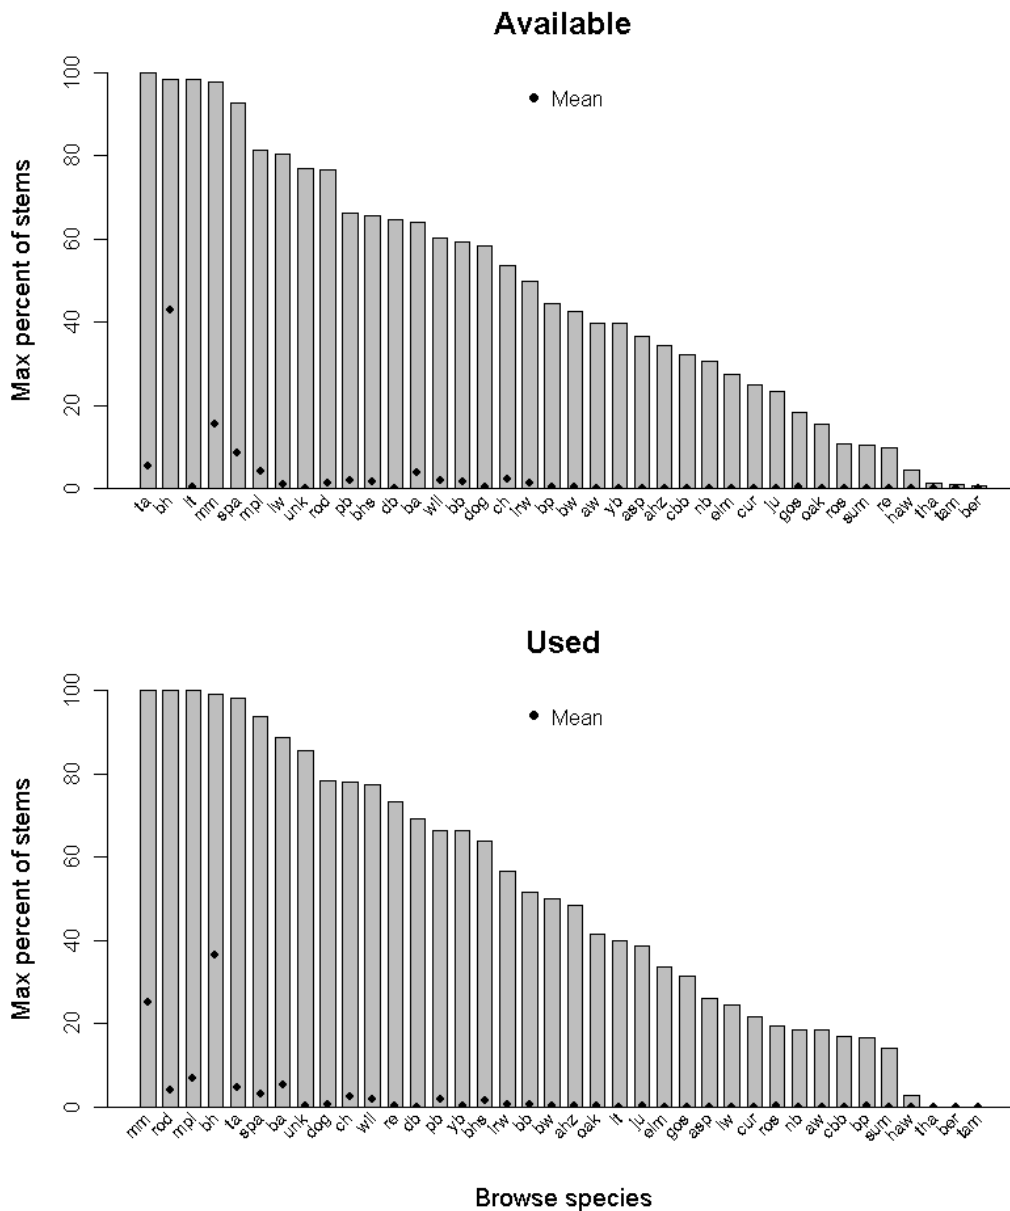 Available
Mean
Max percent of stems
0 20 40 60 80 100
ta bh lt mm spa mpl lw unk rod pb bhs db ba wll bb dog ch lrw bp bw aw yb asp ahz cbb nb elm cur ju gos oak ros sum re haw tha tam ber
Used
Mean
Max percent of stems
0 20 40 60 80 100
mm rod mpl bh ta spa ba unk dog ch wll re db pb yb bhs lrw bb bw ahz oak lt ju elm gos asp lw cur ros nb aw cbb bp sum haw tha ber tam
Browse species